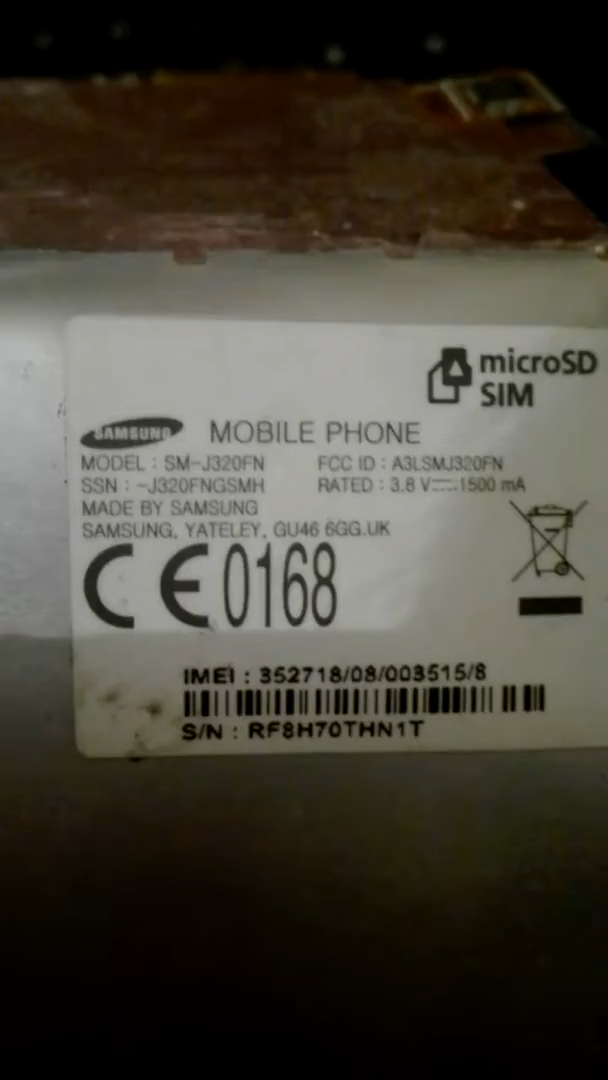 microSD
SIM
SAMSUNG MOBILE PHONE
MODEL : SM-J320FN FCC ID : A3LSMJ320FN
SSN : -J320FNGSMH RATED : 3.8 V⎓1500 mA
MADE BY SAMSUNG
SAMSUNG, YATELEY, GU46 6GG.UK
CE0168
IMEI : 352718/08/003515/8
S/N : RF8H70THN1T